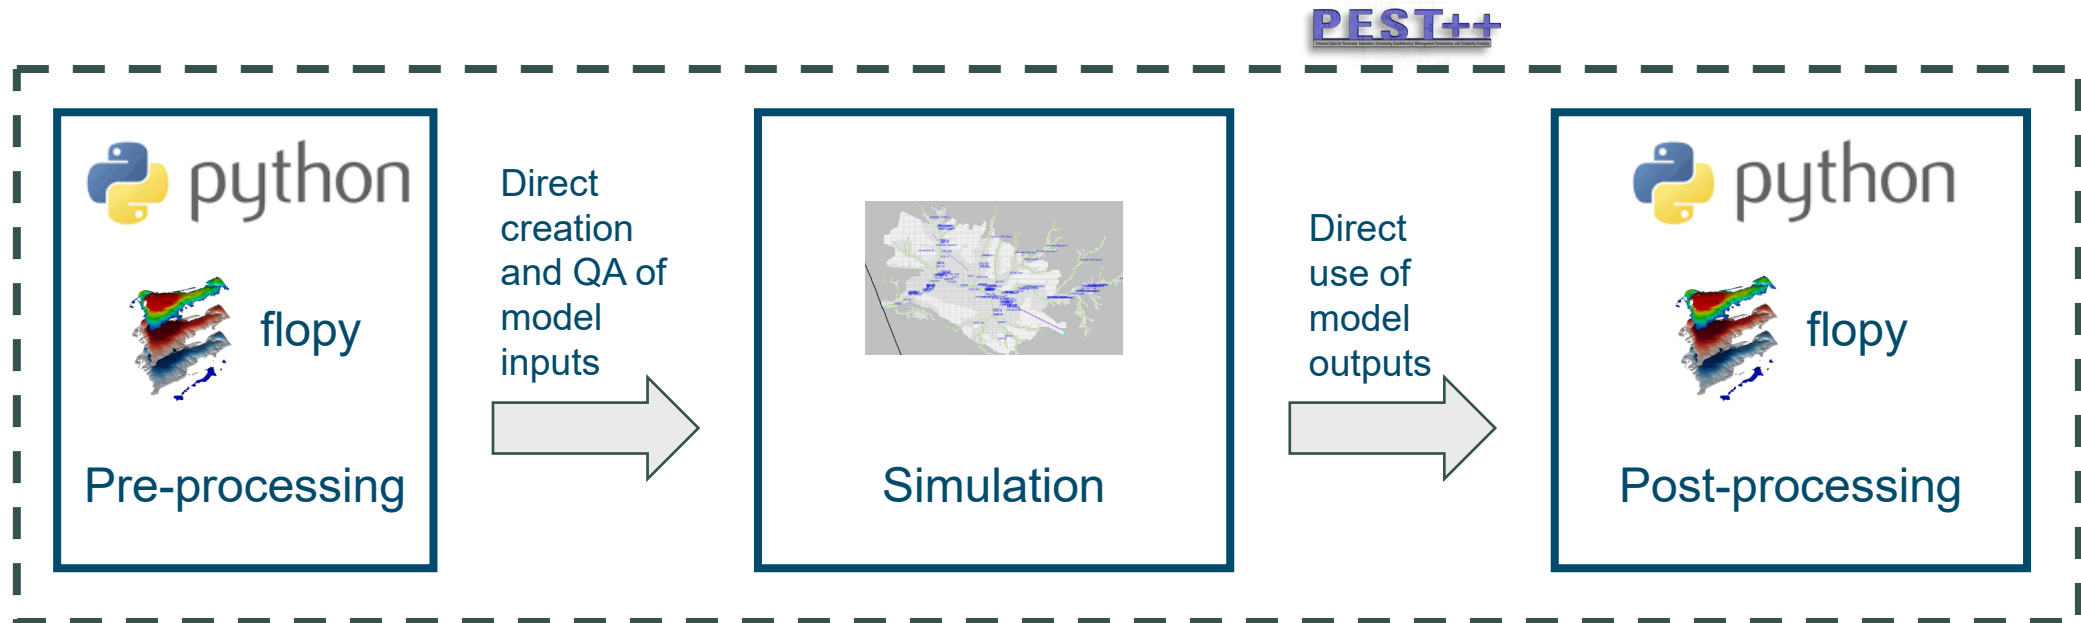 PEST++
python
flopy
Pre-processing
Direct
creation
and QA of
model
inputs
Simulation
Direct
use of
model
outputs
python
flopy
Post-processing